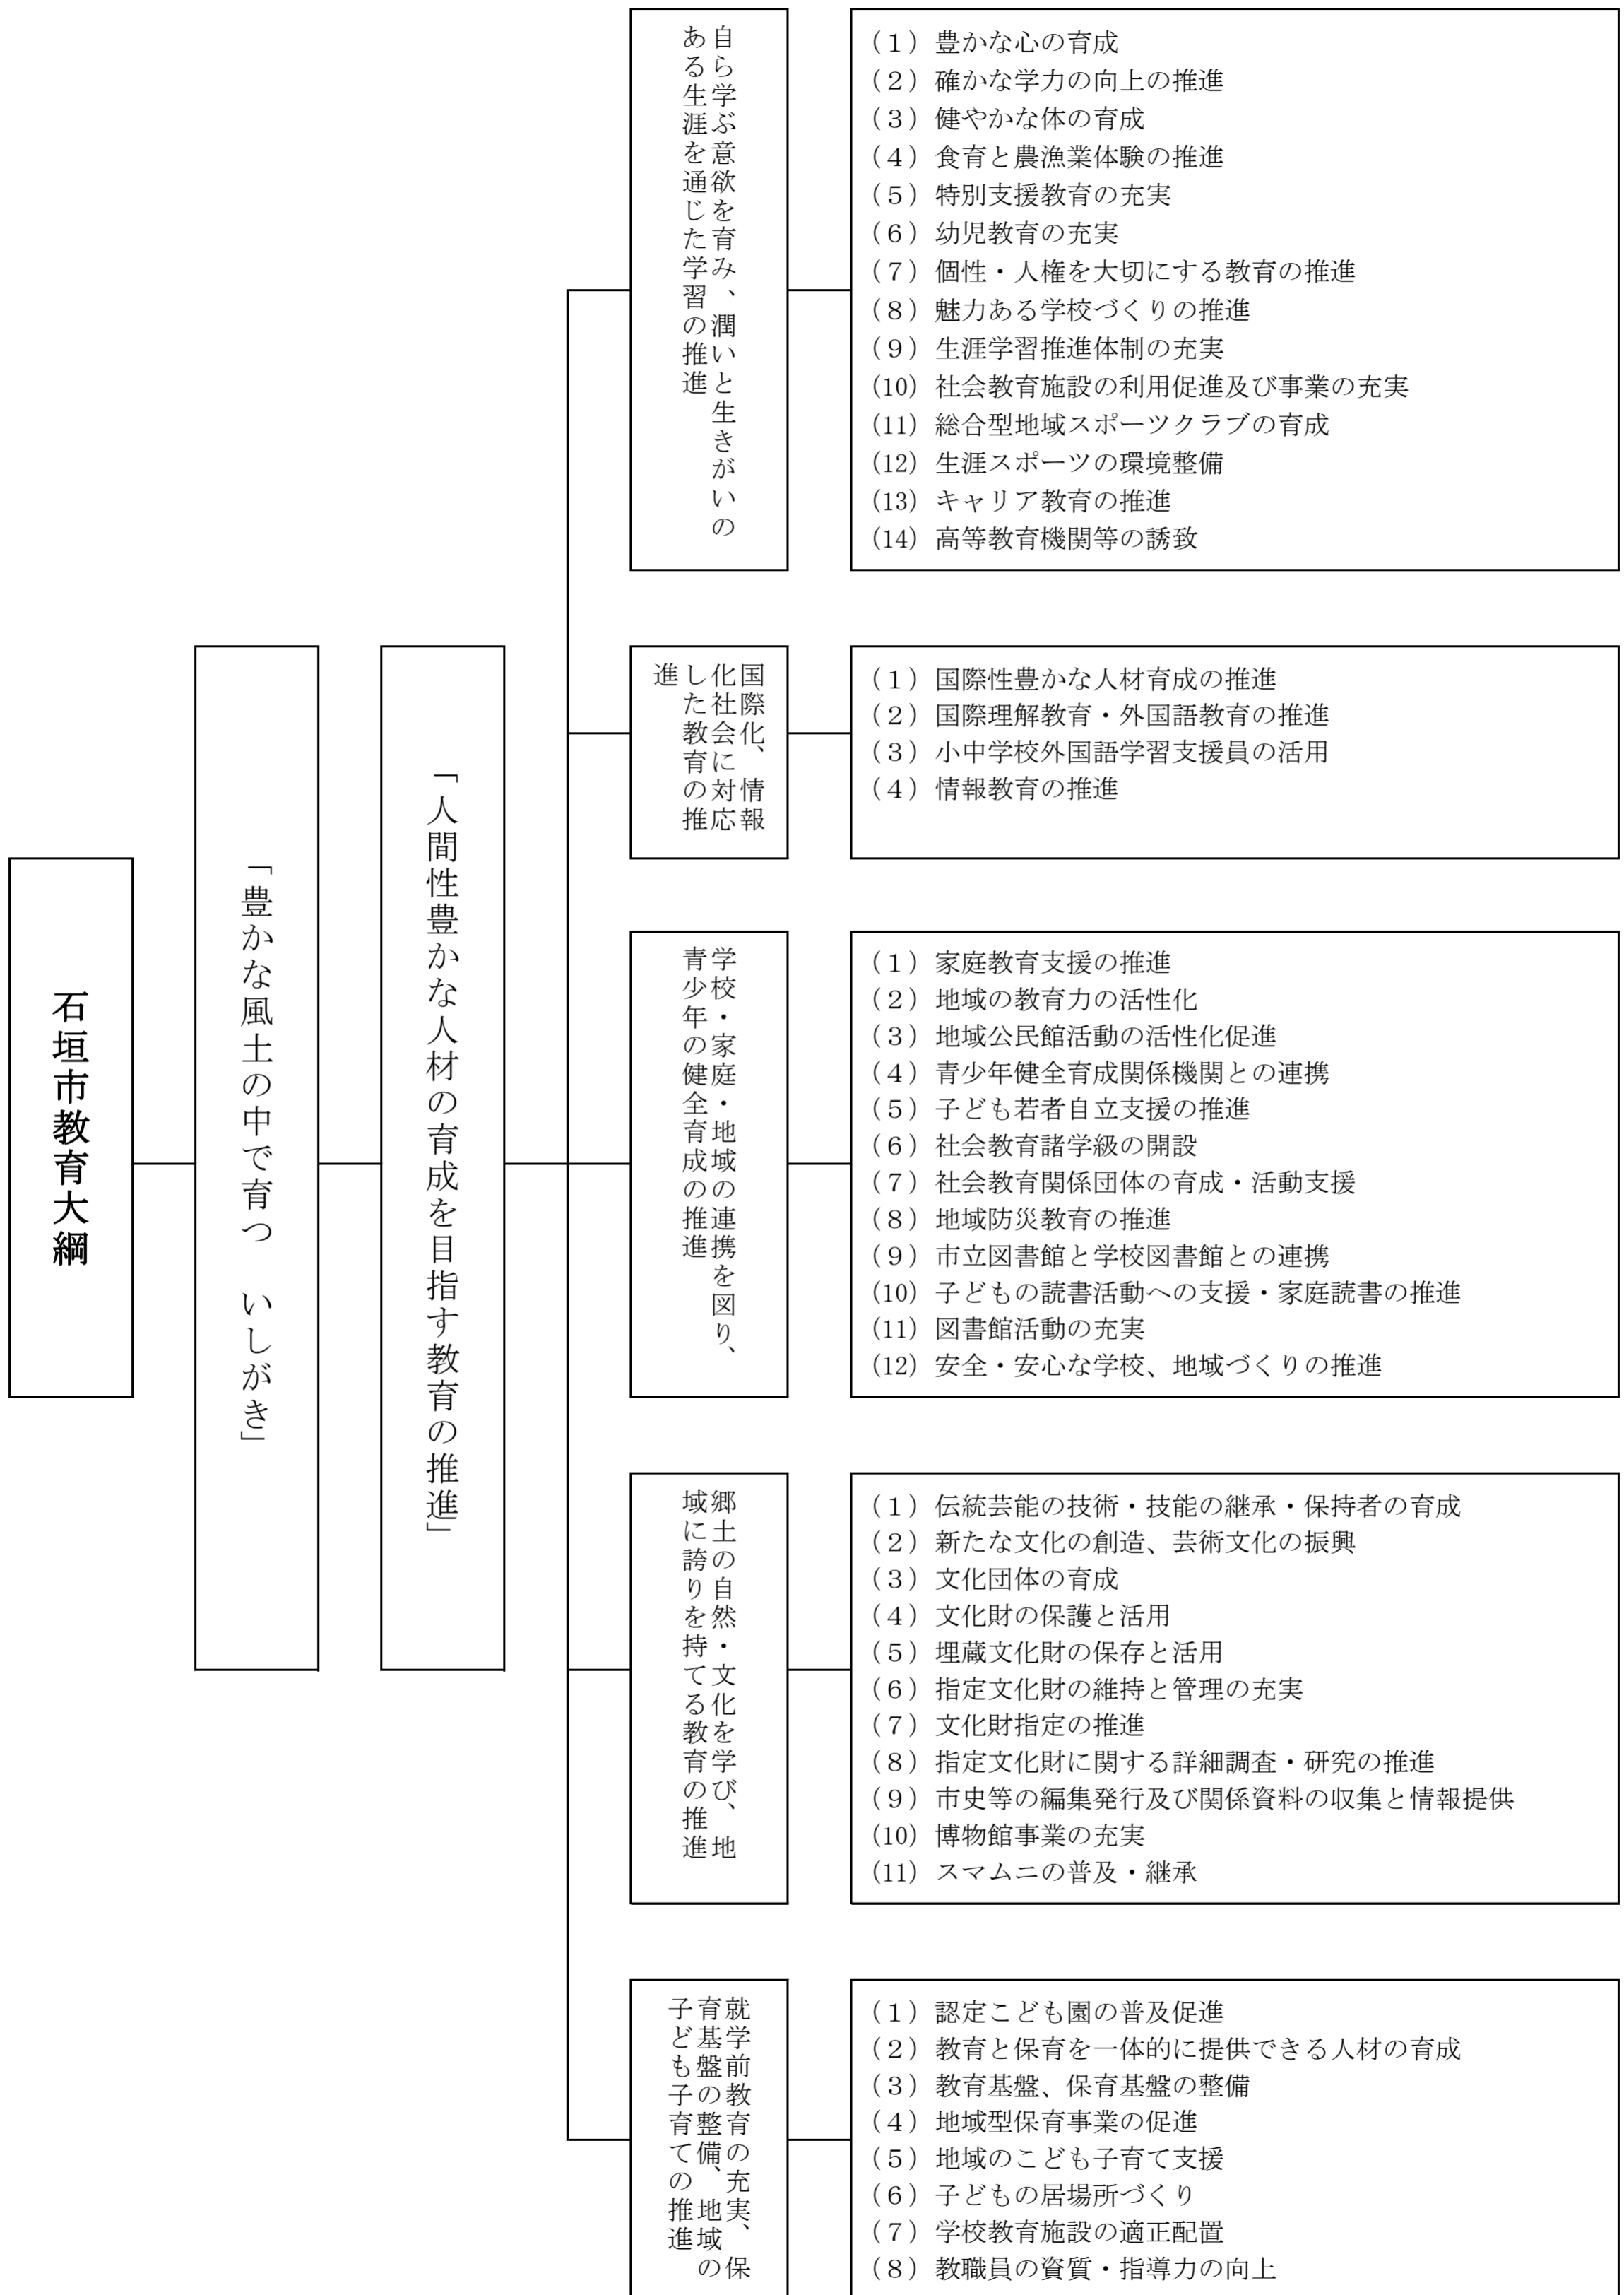 石垣市教育大綱
「豊かな風土の中で育つ　いしがき」
「人間性豊かな人材の育成を目指す教育の推進」
自ら学ぶ意欲を育み、潤いと生きがいの
ある生涯を通じた学習の推進
（１）豊かな心の育成
（２）確かな学力の向上の推進
（３）健やかな体の育成
（４）食育と農漁業体験の推進
（５）特別支援教育の充実
（６）幼児教育の充実
（７）個性・人権を大切にする教育の推進
（８）魅力ある学校づくりの推進
（９）生涯学習推進体制の充実
(10) 社会教育施設の利用促進及び事業の充実
(11) 総合型地域スポーツクラブの育成
(12) 生涯スポーツの環境整備
(13) キャリア教育の推進
(14) 高等教育機関等の誘致
国際化、情報
化社会に対応
した教育の推
進
（１）国際性豊かな人材育成の推進
（２）国際理解教育・外国語教育の推進
（３）小中学校外国語学習支援員の活用
（４）情報教育の推進
学校・家庭・地域の連携を図り、
青少年の健全育成の推進
（１）家庭教育支援の推進
（２）地域の教育力の活性化
（３）地域公民館活動の活性化促進
（４）青少年健全育成関係機関との連携
（５）子ども若者自立支援の推進
（６）社会教育諸学級の開設
（７）社会教育関係団体の育成・活動支援
（８）地域防災教育の推進
（９）市立図書館と学校図書館との連携
(10) 子どもの読書活動への支援・家庭読書の推進
(11) 図書館活動の充実
(12) 安全・安心な学校、地域づくりの推進
郷土の自然・文化を学び、地
域に誇りを持てる教育の推進
（１）伝統芸能の技術・技能の継承・保持者の育成
（２）新たな文化の創造、芸術文化の振興
（３）文化団体の育成
（４）文化財の保護と活用
（５）埋蔵文化財の保存と活用
（６）指定文化財の維持と管理の充実
（７）文化財指定の推進
（８）指定文化財に関する詳細調査・研究の推進
（９）市史等の編集発行及び関係資料の収集と情報提供
(10) 博物館事業の充実
(11) スマムニの普及・継承
就学前教育の充実、保
育基盤の整備、地域の
子ども子育ての推進
（１）認定こども園の普及促進
（２）教育と保育を一体的に提供できる人材の育成
（３）教育基盤、保育基盤の整備
（４）地域型保育事業の促進
（５）地域のこども子育て支援
（６）子どもの居場所づくり
（７）学校教育施設の適正配置
（８）教職員の資質・指導力の向上